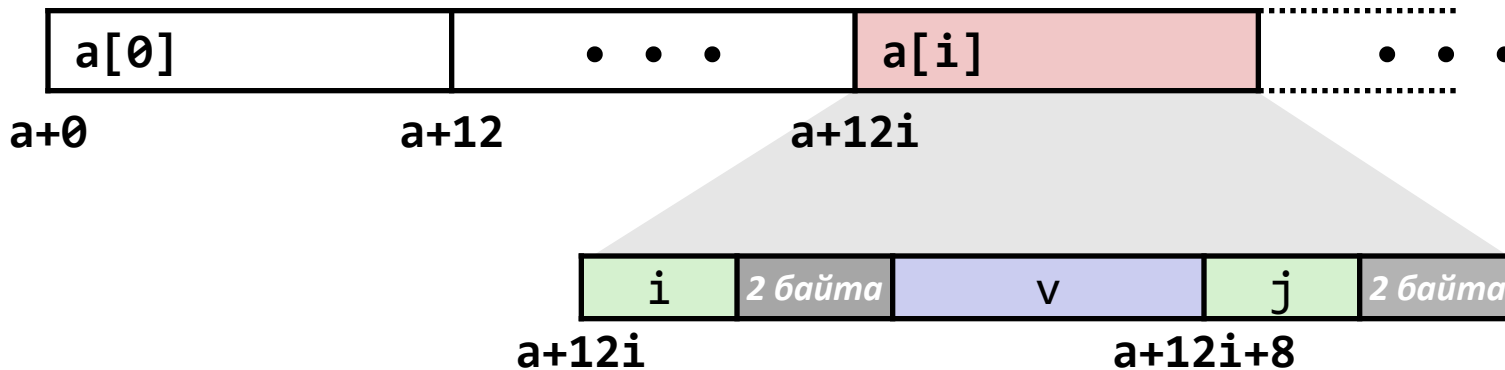 a[0] • • • a[i] • • •
a+0 a+12 a+12i
i 2 байта v j 2 байта
a+12i a+12i+8